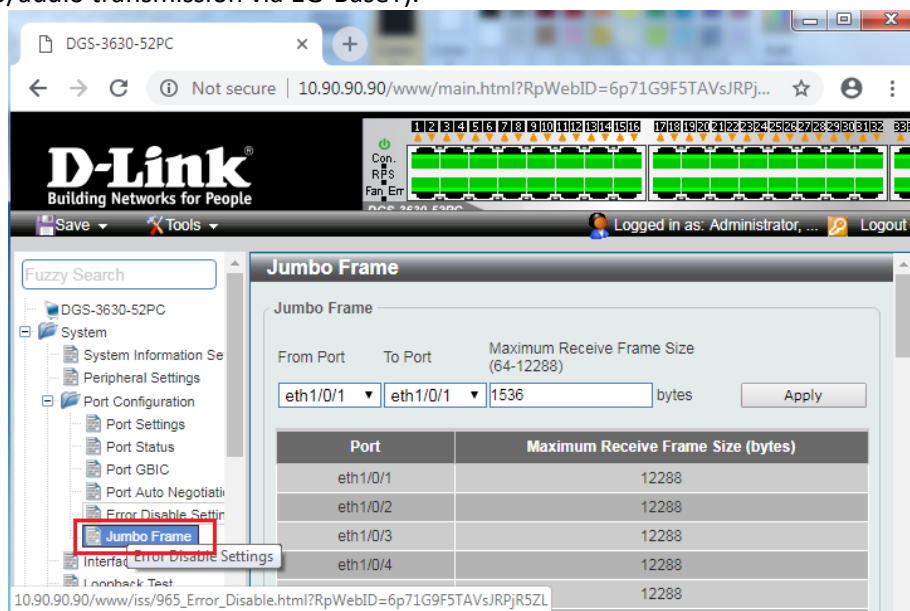 DGS-3630-52PC
Not secure | 10.90.90.90/www/main.html?RpWebID=6p71G9F5TAVsJRPj...
1 2 3 4 5 6 7 8 9 10 11 12 13 14 15 16 17 18 19 20 21 22 23 24 25 26 27 28 29 30 31 32
D-Link®
Building Networks for People
Con.
RPS
Fan Err
Save
Tools
Logged in as: Administrator, ...
Logout
Fuzzy Search
DGS-3630-52PC
System
System Information Se
Peripheral Settings
Port Configuration
Port Settings
Port Status
Port GBIC
Port Auto Negotiati
Error Disable Settin
Jumbo Frame
Error Disable Settings
Loopback Test
10.90.90.90/www/iss/965_Error_Disable.html?RpWebID=6p71G9F5TAVsJRPjR5ZL
Jumbo Frame
Jumbo Frame
From Port To Port Maximum Receive Frame Size
(64-12288)
eth1/0/1 eth1/0/1 1536 bytes Apply
Port Maximum Receive Frame Size (bytes)
eth1/0/1 12288
eth1/0/2 12288
eth1/0/3 12288
eth1/0/4 12288
12288